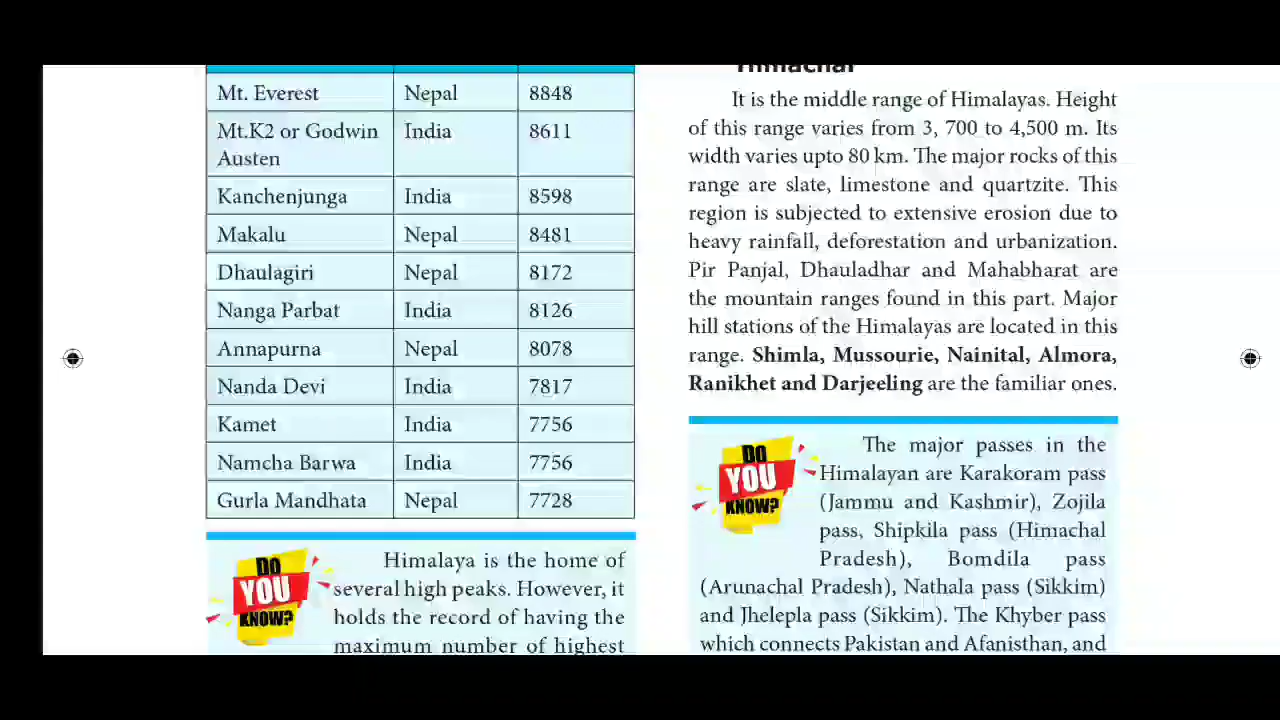 Mt. Everest Nepal 8848
Mt.K2 or Godwin Austen India 8611
Kanchenjunga India 8598
Makalu Nepal 8481
Dhaulagiri Nepal 8172
Nanga Parbat India 8126
Annapurna Nepal 8078
Nanda Devi India 7817
Kamet India 7756
Namcha Barwa India 7756
Gurla Mandhata Nepal 7728
DO
YOU
KNOW?
Himalaya is the home of
several high peaks. However, it
holds the record of having the
maximum number of highest
Himachal
It is the middle range of Himalayas. Height
of this range varies from 3, 700 to 4,500 m. Its
width varies upto 80 km. The major rocks of this
range are slate, limestone and quartzite. This
region is subjected to extensive erosion due to
heavy rainfall, deforestation and urbanization.
Pir Panjal, Dhauladhar and Mahabharat are
the mountain ranges found in this part. Major
hill stations of the Himalayas are located in this
range. Shimla, Mussourie, Nainital, Almora,
Ranikhet and Darjeeling are the familiar ones.
DO
YOU
KNOW?
The major passes in the
Himalayan are Karakoram pass
(Jammu and Kashmir), Zojila
pass, Shipkila pass (Himachal
Pradesh), Bomdila pass
(Arunachal Pradesh), Nathala pass (Sikkim)
and Jhelepla pass (Sikkim). The Khyber pass
which connects Pakistan and Afanisthan, and